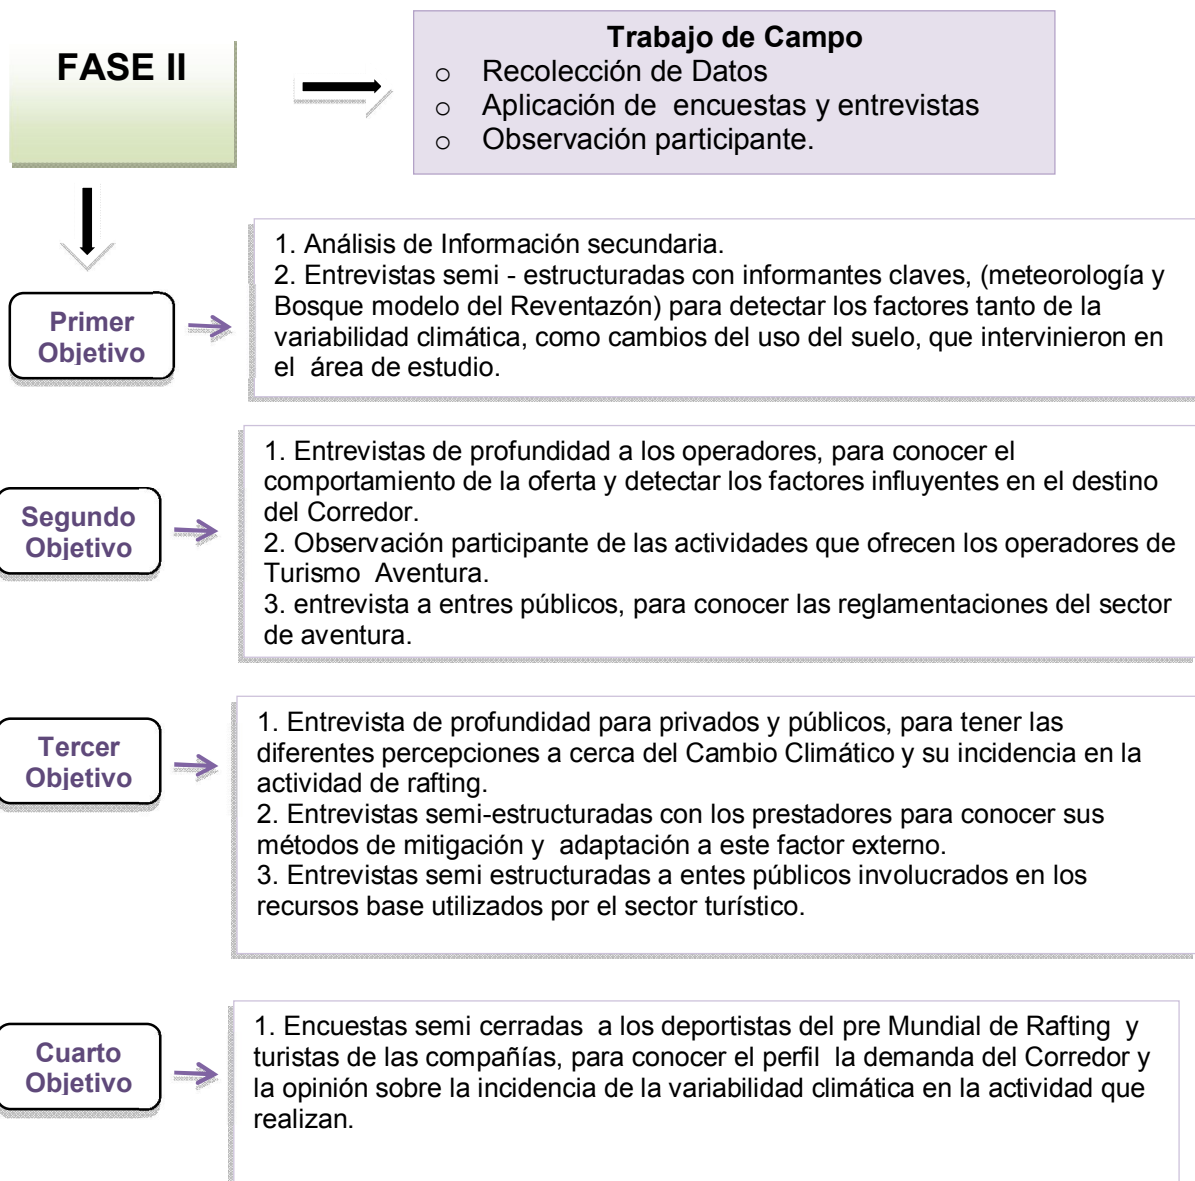 FASE II
Trabajo de Campo
o Recolección de Datos
o Aplicación de encuestas y entrevistas
o Observación participante.
Primer
Objetivo
1. Análisis de Información secundaria.
2. Entrevistas semi - estructuradas con informantes claves, (meteorología y
Bosque modelo del Reventazón) para detectar los factores tanto de la
variabilidad climática, como cambios del uso del suelo, que intervinieron en
el área de estudio.
Segundo
Objetivo
1. Entrevistas de profundidad a los operadores, para conocer el
comportamiento de la oferta y detectar los factores influyentes en el destino
del Corredor.
2. Observación participante de las actividades que ofrecen los operadores de
Turismo Aventura.
3. entrevista a entres públicos, para conocer las reglamentaciones del sector
de aventura.
Tercer
Objetivo
1. Entrevista de profundidad para privados y públicos, para tener las
diferentes percepciones a cerca del Cambio Climático y su incidencia en la
actividad de rafting.
2. Entrevistas semi-estructuradas con los prestadores para conocer sus
métodos de mitigación y adaptación a este factor externo.
3. Entrevistas semi estructuradas a entes públicos involucrados en los
recursos base utilizados por el sector turístico.
Cuarto
Objetivo
1. Encuestas semi cerradas a los deportistas del pre Mundial de Rafting y
turistas de las compañías, para conocer el perfil la demanda del Corredor y
la opinión sobre la incidencia de la variabilidad climática en la actividad que
realizan.